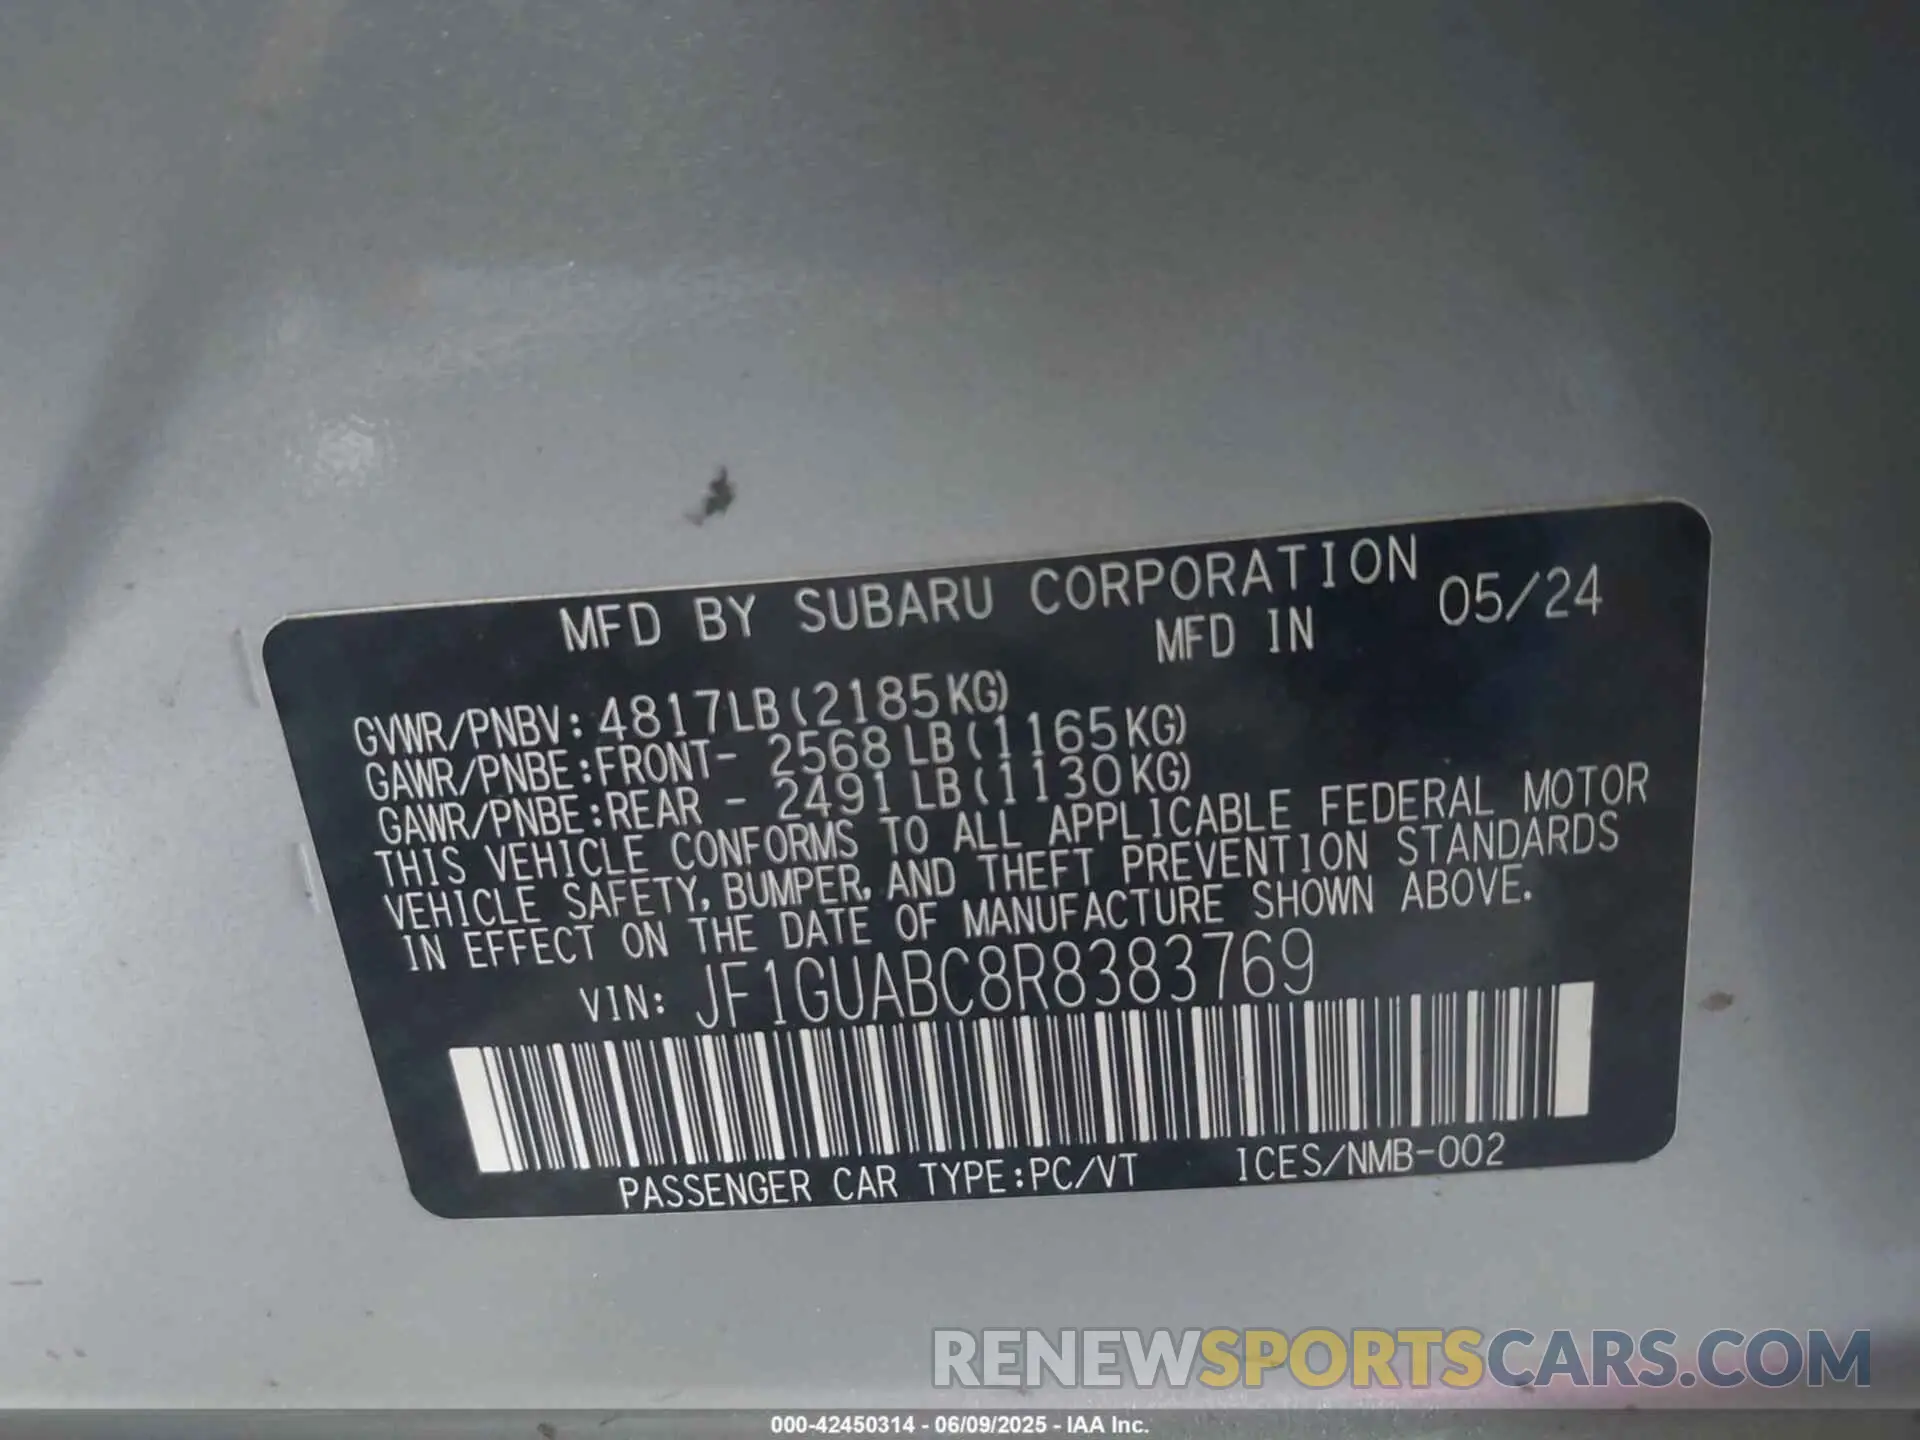 MFD BY SUBARU CORPORATION
MFD IN 05/24
GVWR/PNBV: 4817LB(2185KG)
GAWR/PNBE:FRONT- 2568LB(1165KG)
GAWR/PNBE:REAR - 2491LB(1130KG)
THIS VEHICLE CONFORMS TO ALL APPLICABLE FEDERAL MOTOR
VEHICLE SAFETY, BUMPER, AND THEFT PREVENTION STANDARDS
IN EFFECT ON THE DATE OF MANUFACTURE SHOWN ABOVE.
VIN: JF1GUABC8R8383769
PASSENGER CAR TYPE:PC/VT ICES/NMB-002
RENEWSPORTSCARS.COM
000-42450314 - 06/09/2025 - IAA Inc.